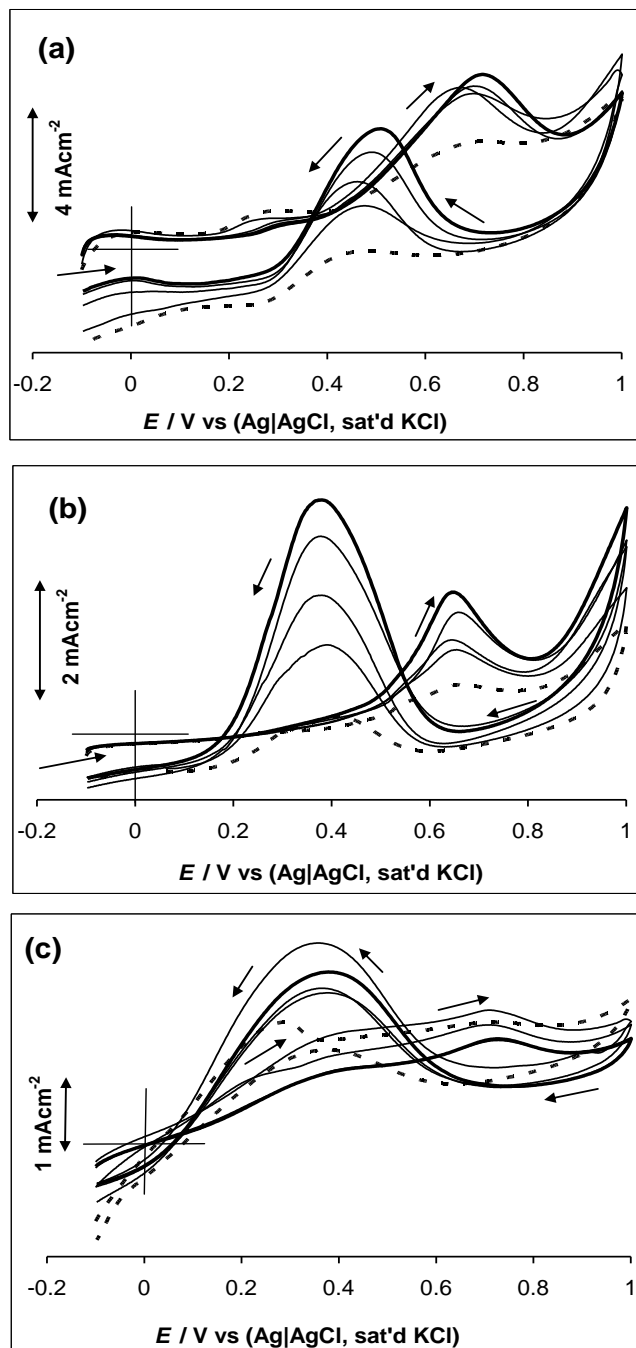 (a)
4 mAcm⁻²
-0.2 0 0.2 0.4 0.6 0.8 1
E / V vs (Ag|AgCl, sat'd KCl)
(b)
2 mAcm⁻²
-0.2 0 0.2 0.4 0.6 0.8 1
E / V vs (Ag|AgCl, sat'd KCl)
(c)
1 mAcm⁻²
-0.2 0 0.2 0.4 0.6 0.8 1
E / V vs (Ag|AgCl, sat'd KCl)